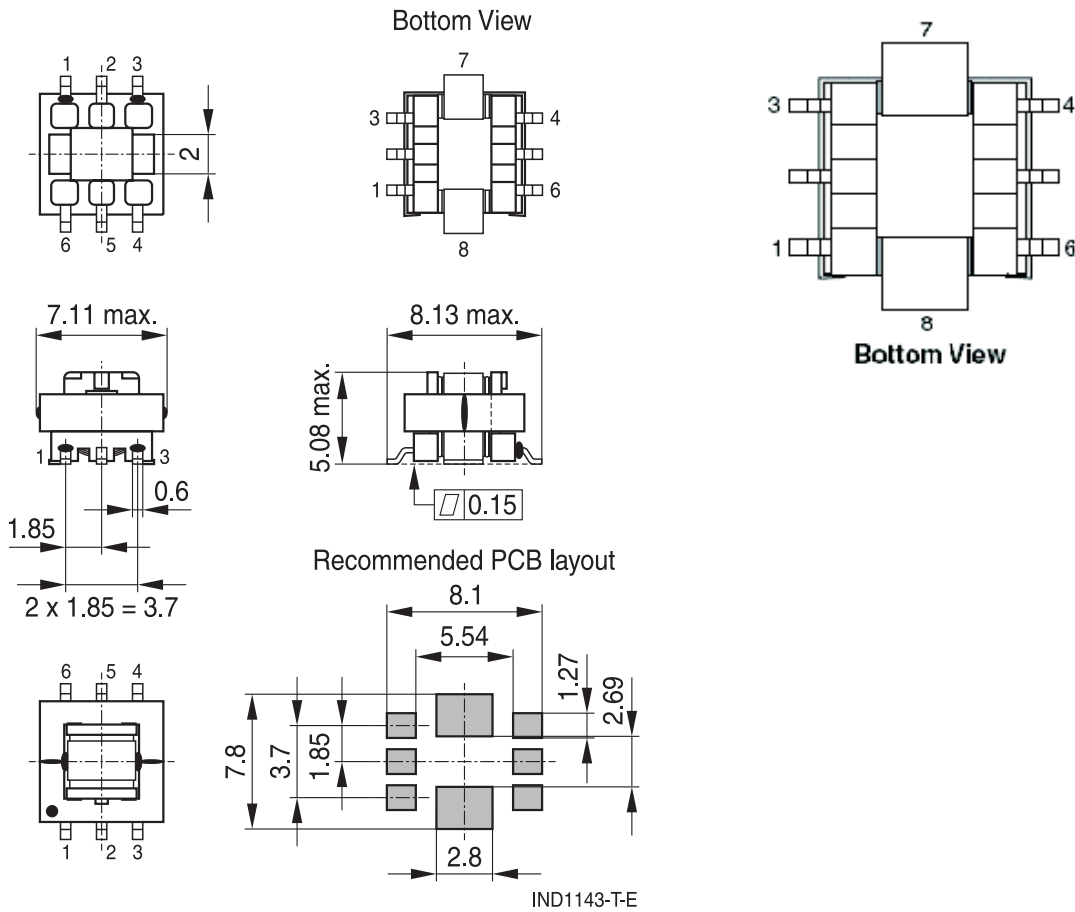 Bottom View
1 2 3
2
6 5 4
7
3 4
1 6
8
7
3 4
1 6
8
Bottom View
7.11 max.
1 3
0.6
1.85
2 x 1.85 = 3.7
8.13 max.
5.08 max.
0.15
Recommended PCB layout
6 5 4
1 2 3
8.1
5.54
1.27
2.69
7.8
3.7
1.85
2.8
IND1143-T-E